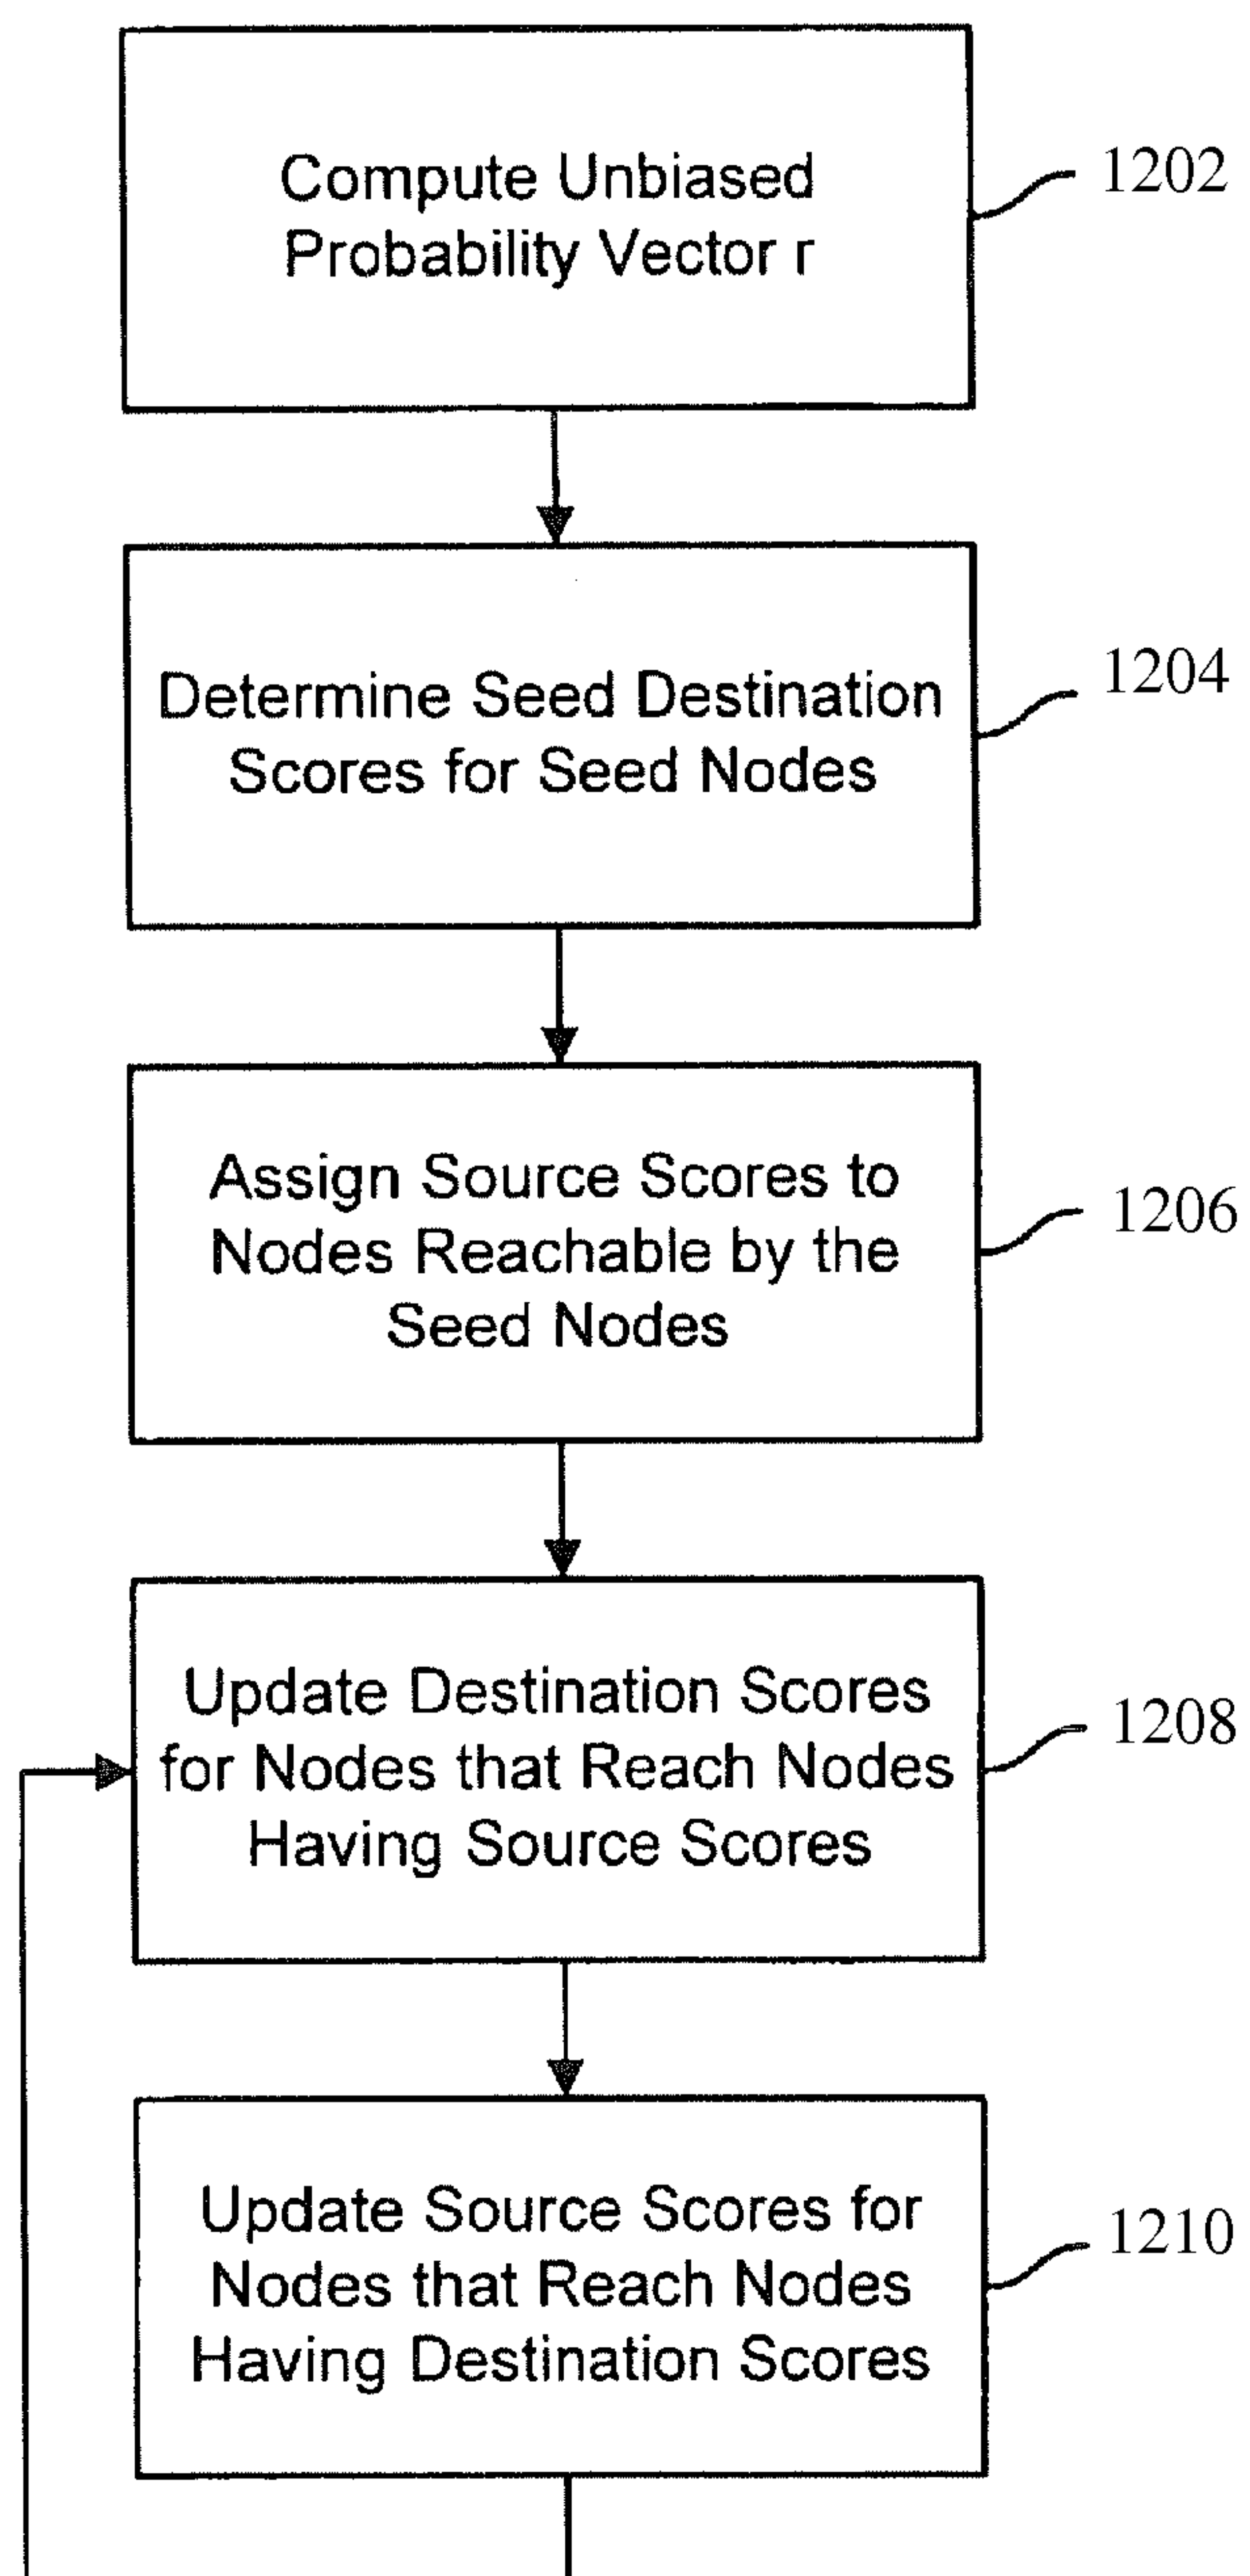 Compute Unbiased
Probability Vector r
1202
Determine Seed Destination
Scores for Seed Nodes
1204
Assign Source Scores to
Nodes Reachable by the
Seed Nodes
1206
Update Destination Scores
for Nodes that Reach Nodes
Having Source Scores
1208
Update Source Scores for
Nodes that Reach Nodes
Having Destination Scores
1210